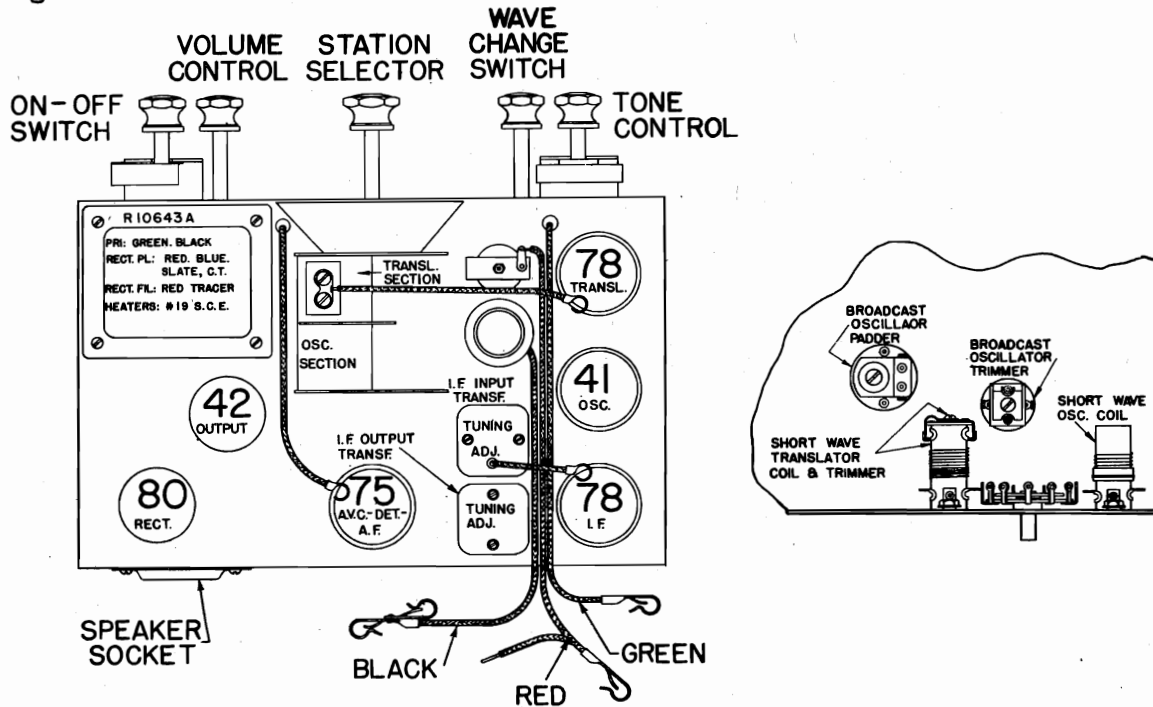 VOLUME
CONTROL
STATION
SELECTOR
WAVE
CHANGE
SWITCH
ON-OFF
SWITCH
TONE
CONTROL
R10643A
PRI: GREEN. BLACK
RECT. PL: RED. BLUE.
SLATE, C.T.
RECT. FIL: RED TRACER
HEATERS: #19 S.C.E.
TRANSL.
SECTION
OSC.
SECTION
78
TRANSL.
41
OSC.
I.F. INPUT
TRANSF.
TUNING
ADJ.
42
OUTPUT
I.F. OUTPUT
TRANSF.
80
RECT.
75
A.V.C.-DET.-
A.F.
TUNING
ADJ.
78
I.F.
SPEAKER
SOCKET
BLACK
RED
GREEN
BROADCAST
OSCILLAOR
PADDER
BROADCAST
OSCILLATOR
TRIMMER
SHORT WAVE
OSC. COIL
SHORT WAVE
TRANSLATOR
COIL & TRIMMER